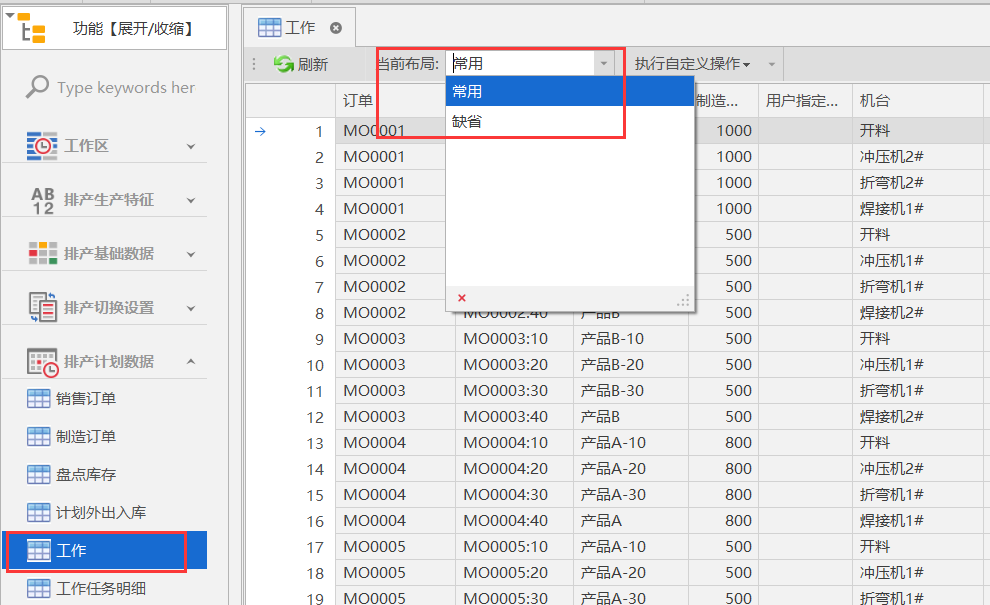 功能【展开/收缩】
Type keywords her
工作区
AB
12
排产生产特征
排产基础数据
排产切换设置
排产计划数据
销售订单
制造订单
盘点库存
计划外出入库
工作
工作任务明细
工作
刷新 当前布局: 常用 执行自定义操作
常用
缺省
订单 制造... 用户指定... 机台
1 MO0001 1000 开料
2 MO0001 1000 冲压机2#
3 MO0001 1000 折弯机2#
4 MO0001 1000 焊接机1#
5 MO0002 500 开料
6 MO0002 500 冲压机1#
7 MO0002 500 折弯机1#
8 MO0002 MO0002:40 产品B 500 焊接机2#
9 MO0003 MO0003:10 产品B-10 500 开料
10 MO0003 MO0003:20 产品B-20 500 冲压机1#
11 MO0003 MO0003:30 产品B-30 500 折弯机1#
12 MO0003 MO0003:40 产品B 500 焊接机2#
13 MO0004 MO0004:10 产品A-10 800 开料
14 MO0004 MO0004:20 产品A-20 800 冲压机2#
15 MO0004 MO0004:30 产品A-30 800 折弯机1#
16 MO0004 MO0004:40 产品A 800 焊接机1#
17 MO0005 MO0005:10 产品A-10 500 开料
18 MO0005 MO0005:20 产品A-20 500 冲压机1#
19 MO0005 MO0005:30 产品A-30 500 折弯机1#